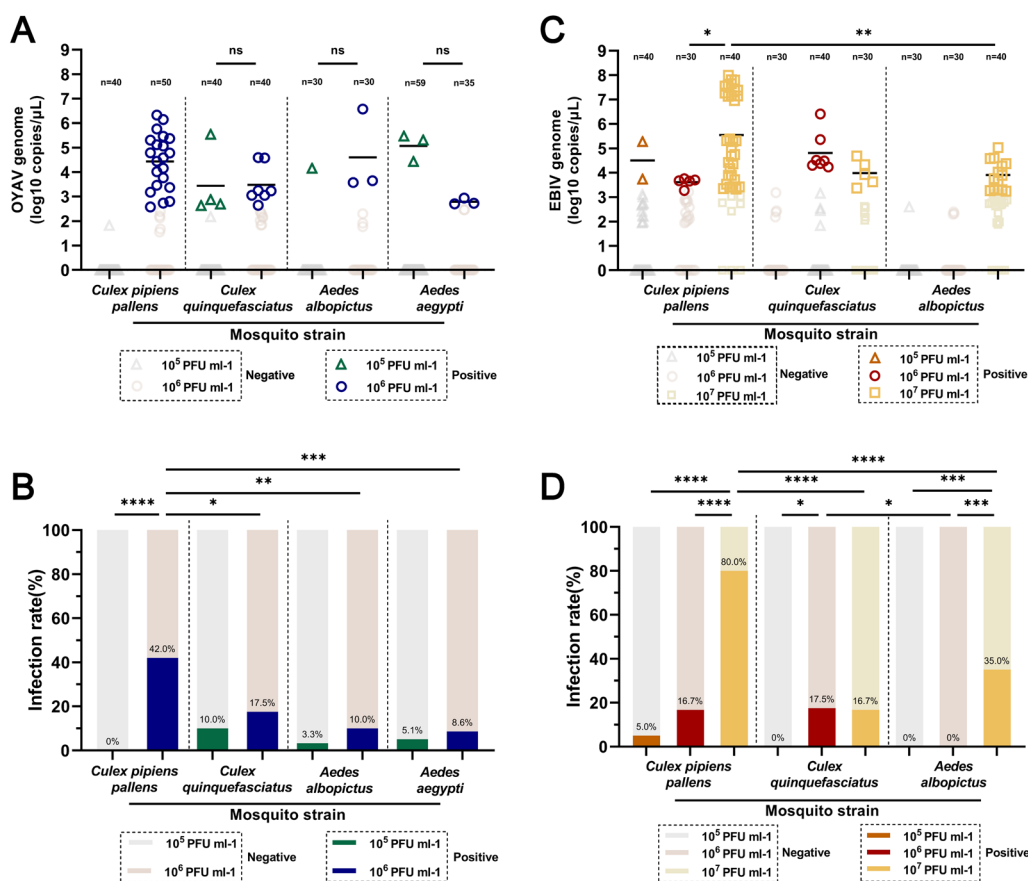 A
ns
ns
ns
9
8
7
6
5
4
3
2
1
0
OYAV genome
(log10 copies/μL)
n=40
n=50
n=40
n=40
n=30
n=30
n=59
n=35
Culex pipiens
pallens
Culex
quinquefasciatus
Aedes
albopictus
Aedes
aegypti
Mosquito strain
10⁵ PFU ml-1
10⁶ PFU ml-1
Negative
10⁵ PFU ml-1
10⁶ PFU ml-1
Positive
C
*
**
9
8
7
6
5
4
3
2
1
0
EBIV genome
(log10 copies/μL)
n=40
n=30
n=40
n=30
n=40
n=30
n=40
n=30
n=40
Culex pipiens
pallens
Culex
quinquefasciatus
Aedes
albopictus
Mosquito strain
10⁵ PFU ml-1
10⁶ PFU ml-1
10⁷ PFU ml-1
Negative
10⁵ PFU ml-1
10⁶ PFU ml-1
10⁷ PFU ml-1
Positive
B
***
**
****
*
100
80
60
40
20
0
Infection rate(%)
0%
42.0%
10.0%
17.5%
3.3%
10.0%
5.1%
8.6%
Culex pipiens
pallens
Culex
quinquefasciatus
Aedes
albopictus
Aedes
aegypti
Mosquito strain
10⁵ PFU ml-1
10⁶ PFU ml-1
Negative
10⁵ PFU ml-1
10⁶ PFU ml-1
Positive
D
****
****
****
***
****
*
*
***
100
80
60
40
20
0
Infection rate(%)
5.0%
16.7%
80.0%
0%
17.5%
16.7%
0%
0%
35.0%
Culex pipiens
pallens
Culex
quinquefasciatus
Aedes
albopictus
Mosquito strain
10⁵ PFU ml-1
10⁶ PFU ml-1
10⁷ PFU ml-1
Negative
10⁵ PFU ml-1
10⁶ PFU ml-1
10⁷ PFU ml-1
Positive